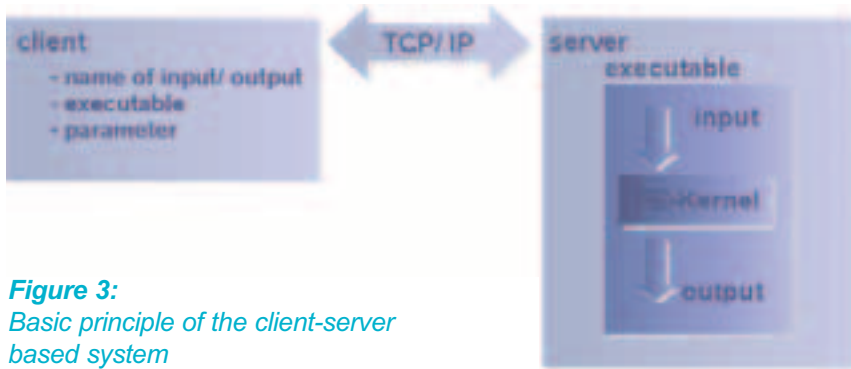 client
- name of input/ output
- executable
- parameter
TCP/ IP
server
executable
input
-Kernel
output
Figure 3:
Basic principle of the client-server
based system